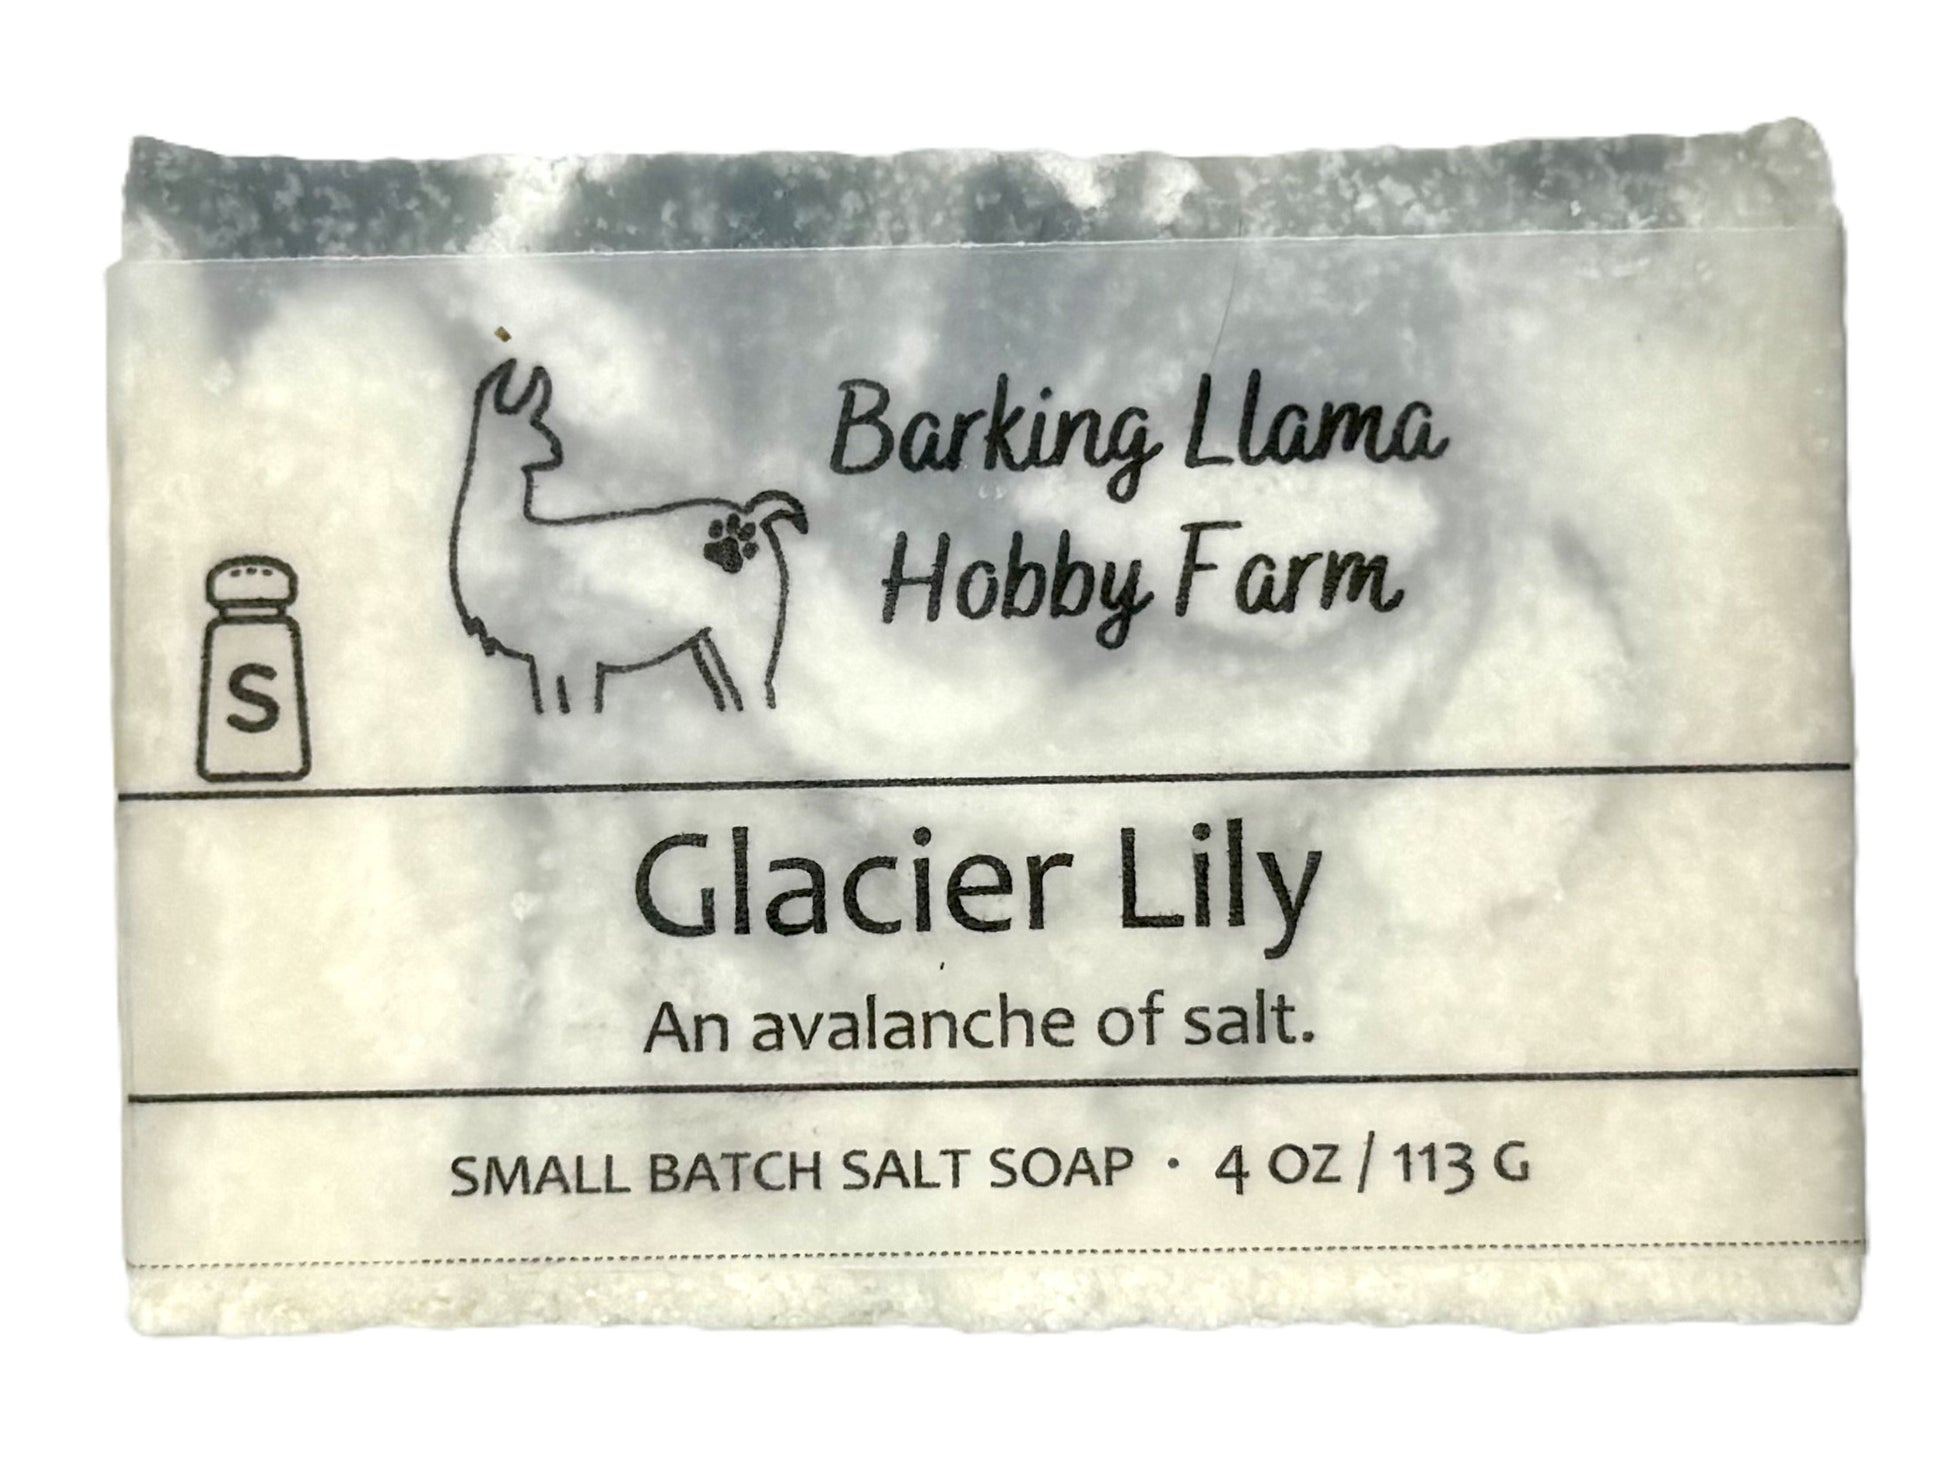 Barking Llama
Hobby Farm
S
Glacier Lily
An avalanche of salt.
SMALL BATCH SALT SOAP · 4 OZ / 113 G